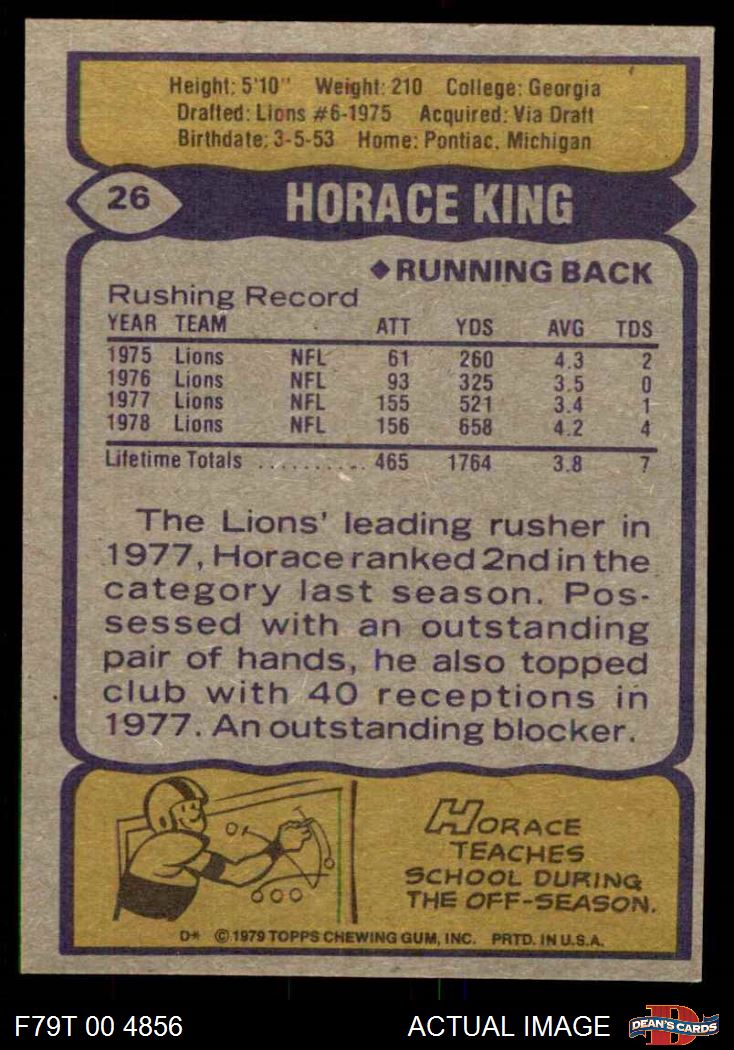 Height: 5'10" Weight: 210 College: Georgia
Drafted: Lions #6-1975 Acquired: Via Draft
Birthdate: 3-5-53 Home: Pontiac, Michigan
26 HORACE KING
◆RUNNING BACK
Rushing Record
YEAR TEAM ATT YDS AVG TDS
1975 Lions NFL 61 260 4.3 2
1976 Lions NFL 93 325 3.5 0
1977 Lions NFL 155 521 3.4 1
1978 Lions NFL 156 658 4.2 4
Lifetime Totals .......... 465 1764 3.8 7
The Lions' leading rusher in
1977, Horace ranked 2nd in the
category last season. Pos-
sessed with an outstanding
pair of hands, he also topped
club with 40 receptions in
1977. An outstanding blocker.
HORACE
TEACHES
SCHOOL DURING
THE OFF-SEASON.
D* © 1979 TOPPS CHEWING GUM, INC. PRTD. IN U.S.A.
F79T 00 4856 ACTUAL IMAGE DEAN'S CARDS